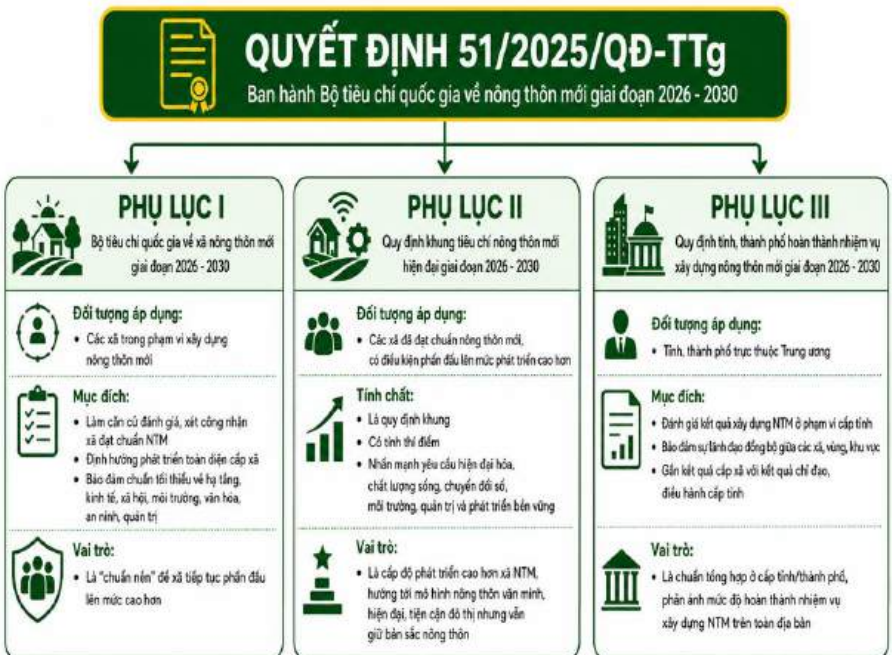 QUYẾT ĐỊNH 51/2025/QĐ-TTg
Ban hành Bộ tiêu chí quốc gia về nông thôn mới giai đoạn 2026 - 2030
PHỤ LỤC I
Bộ tiêu chí quốc gia về xã nông thôn mới
giai đoạn 2026 - 2030
Đối tượng áp dụng:
• Các xã trong phạm vi xây dựng
nông thôn mới
Mục đích:
• Làm căn cứ đánh giá, xét công nhận
xã đạt chuẩn NTM
• Định hướng phát triển toàn diện cấp xã
• Bảo đảm chuẩn tối thiểu về hạ tầng,
kinh tế, xã hội, môi trường, văn hóa,
an ninh, quản trị
Vai trò:
• Là "chuẩn nền" để xã tiếp tục phấn đấu
lên mức cao hơn
PHỤ LỤC II
Quy định khung tiêu chí nông thôn mới
hiện đại giai đoạn 2026 - 2030
Đối tượng áp dụng:
• Các xã đã đạt chuẩn nông thôn mới,
có điều kiện phấn đấu lên mức phát triển cao hơn
Tính chất:
• Là quy định khung
• Có tính thí điểm
• Nhấn mạnh yêu cầu hiện đại hóa,
chất lượng sống, chuyển đổi số,
môi trường, quản trị và phát triển bền vững
Vai trò:
• Là cấp độ phát triển cao hơn xã NTM,
hướng tới mô hình nông thôn văn minh,
hiện đại, tiệm cận đô thị nhưng vẫn
giữ bản sắc nông thôn
PHỤ LỤC III
Quy định tỉnh, thành phố hoàn thành nhiệm vụ
xây dựng nông thôn mới giai đoạn 2026 - 2030
Đối tượng áp dụng:
• Tỉnh, thành phố trực thuộc Trung ương
Mục đích:
• Đánh giá kết quả xây dựng NTM ở phạm vi cấp tỉnh
• Bảo đảm sự lãnh đạo đồng bộ giữa các xã, vùng, khu vực
• Gắn kết quả cấp xã với kết quả chỉ đạo,
điều hành cấp tỉnh
Vai trò:
• Là chuẩn tổng hợp ở cấp tỉnh/thành phố,
phản ánh mức độ hoàn thành nhiệm vụ
xây dựng NTM trên toàn địa bàn